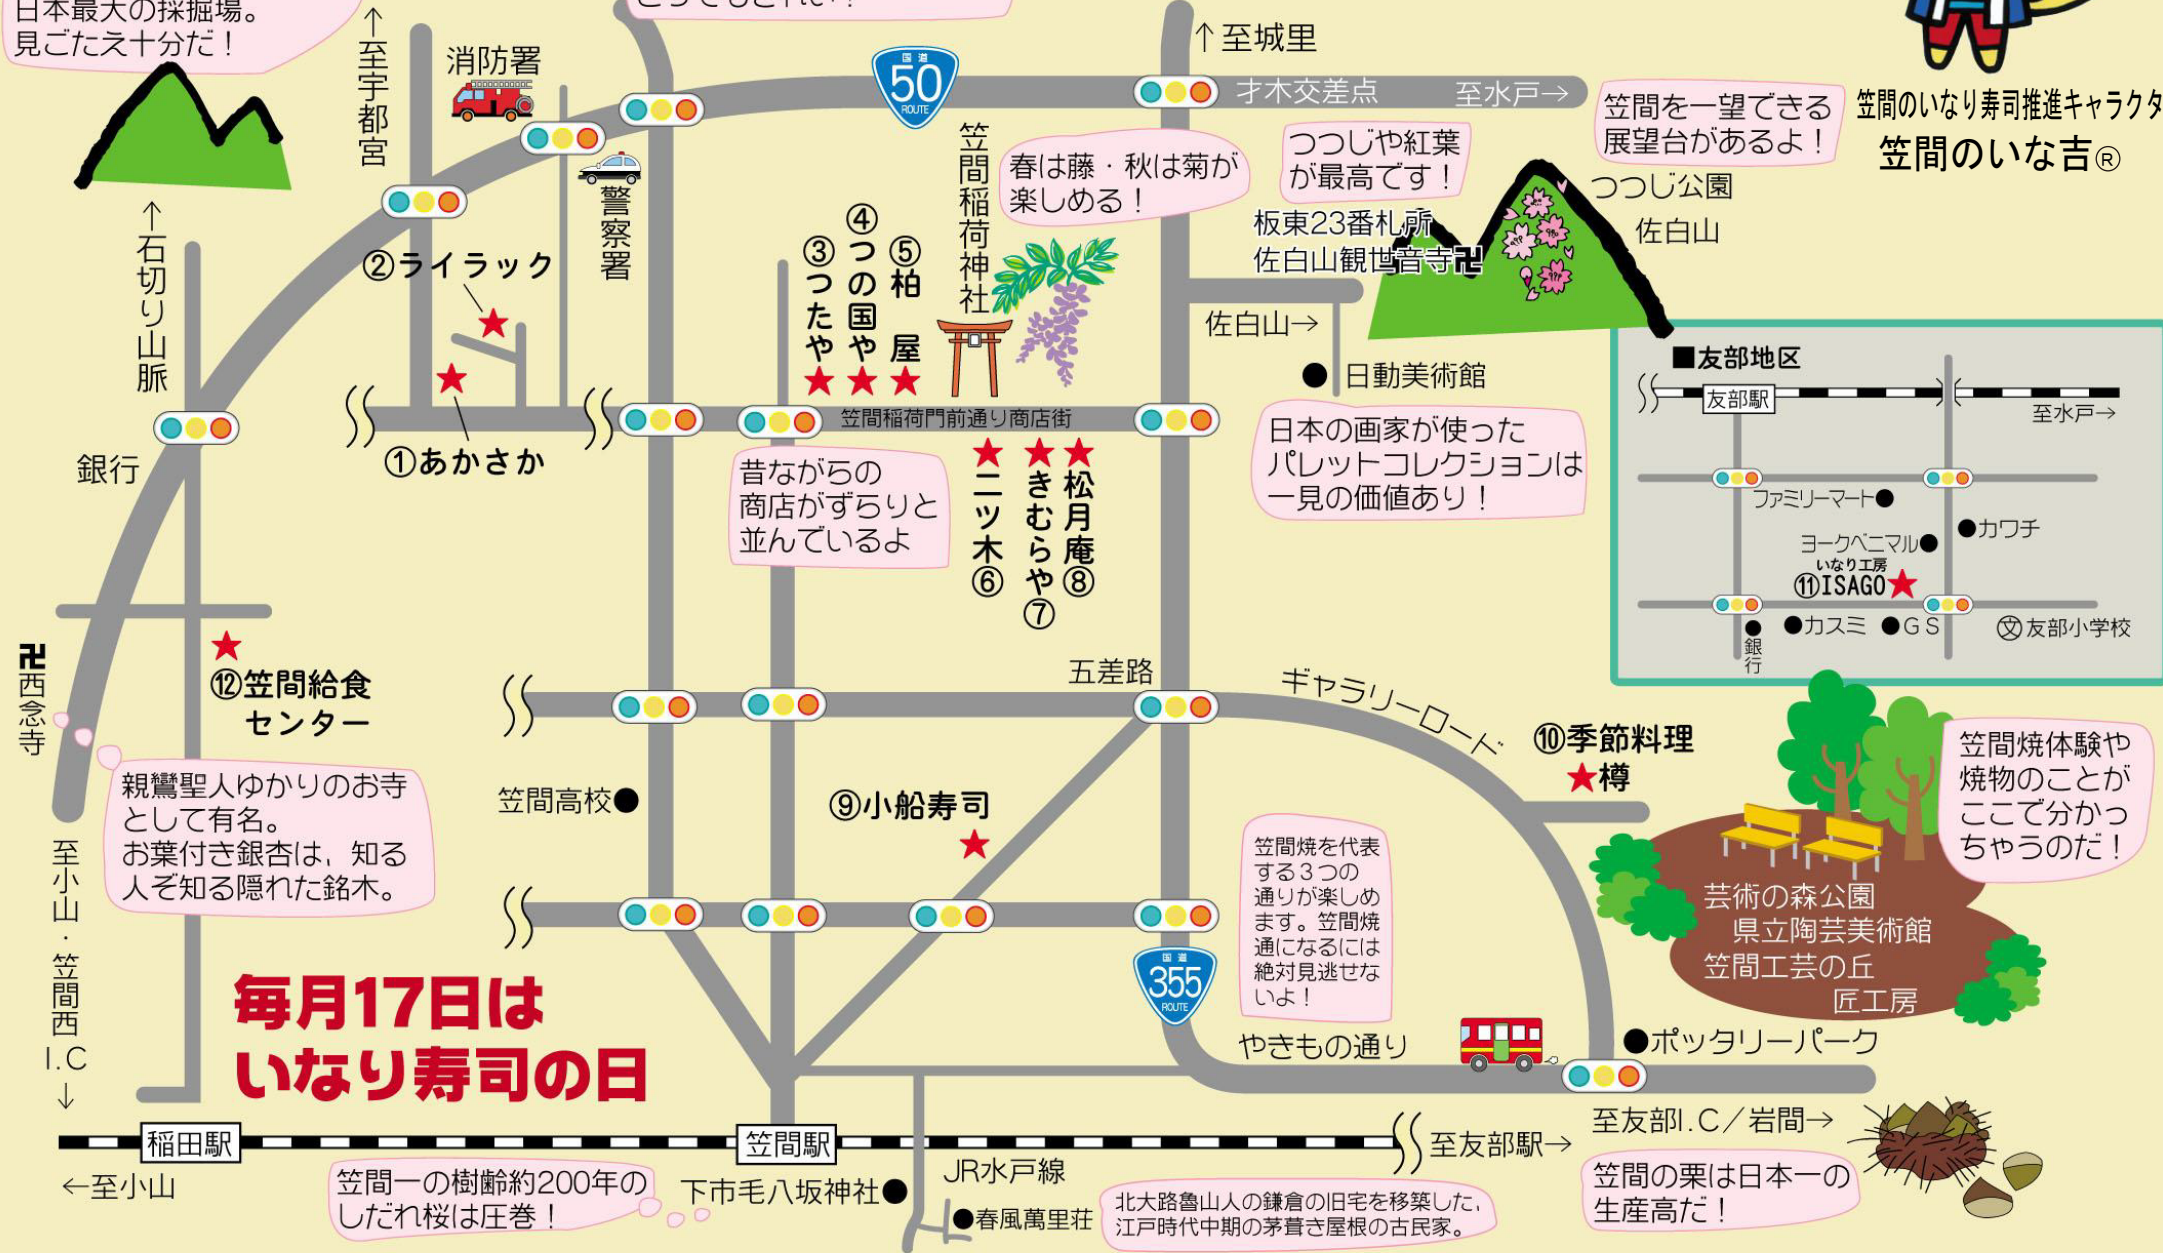 日本最大の採掘場。
見ごたえ十分だ！
↑至宇都宮
消防署
国道
50
ROUTE
↑至城里
才木交差点
至水戸→
笠間を一望できる
展望台があるよ！
笠間のいなり寿司推進キャラクタ
笠間のいな吉®
つつじや紅葉
が最高です！
つつじ公園
佐白山
春は藤・秋は菊が
楽しめる！
笠間稲荷神社
板東23番札所
佐白山観世音寺卍
警察署
↑石切り山脈
②ライラック
③つたや
④つの国や
⑤柏 屋
佐白山→
●日動美術館
日本の画家が使った
パレットコレクションは
一見の価値あり！
笠間稲荷門前通り商店街
①あかさか
銀行
昔ながらの
商店がずらりと
並んでいるよ
二ツ木⑥
きむらや⑦
松月庵⑧
■友部地区
友部駅
至水戸→
ファミリーマート●
●カワチ
ヨークベニマル●
いなり工房
⑪ISAGO
●カスミ
●GS
銀行
㊫友部小学校
卍西念寺
⑫笠間給食
センター
親鸞聖人ゆかりのお寺
として有名。
お葉付き銀杏は、知る
人ぞ知る隠れた銘木。
五差路
ギャラリーロード
⑩季節料理
樽
笠間焼体験や
焼物のことが
ここで分かっ
ちゃうのだ！
笠間高校●
⑨小船寿司
笠間焼を代表
する３つの
通りが楽しめ
ます。笠間焼
通になるには
絶対見逃せな
いよ！
芸術の森公園
県立陶芸美術館
笠間工芸の丘
匠工房
至小山・笠間西I.C↓
毎月17日は
いなり寿司の日
国道
355
ROUTE
やきもの通り
●ポッタリーパーク
至友部I.C／岩間→
稲田駅
笠間駅
至友部駅→
←至小山
JR水戸線
笠間一の樹齢約200年の
しだれ桜は圧巻！
下市毛八坂神社●
●春風萬里荘
北大路魯山人の鎌倉の旧宅を移築した、
江戸時代中期の茅葺き屋根の古民家。
笠間の栗は日本一の
生産高だ！